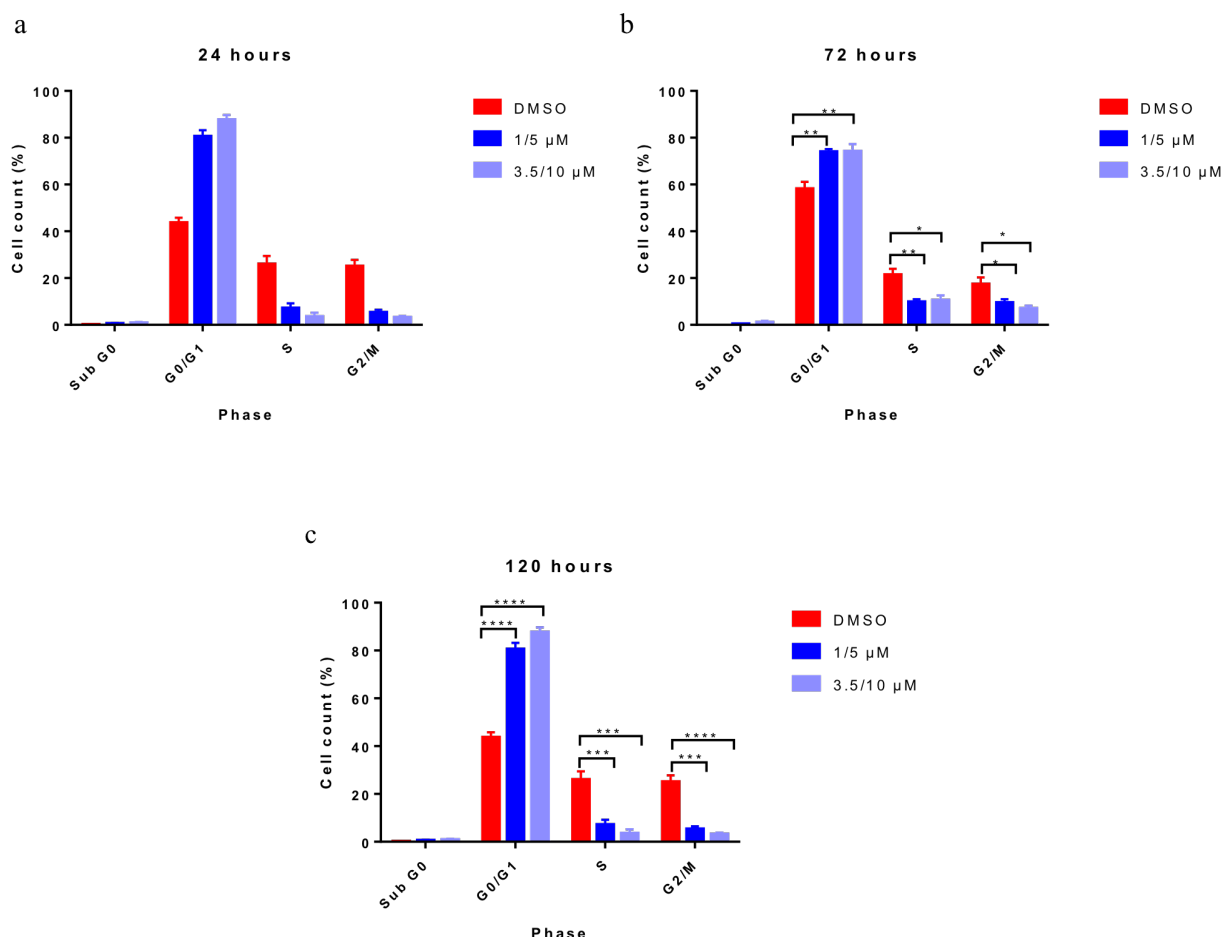 a
24 hours
100
80
60
40
20
0
Cell count (%)
Sub G0
G0/G1
S
G2/M
Phase
DMSO
1/5 µM
3.5/10 µM
b
72 hours
100
80
60
40
20
0
Cell count (%)
**
**
*
**
*
*
Sub G0
G0/G1
S
G2/M
Phase
DMSO
1/5 µM
3.5/10 µM
c
120 hours
100
80
60
40
20
0
Cell count (%)
****
****
***
***
****
***
Sub G0
G0/G1
S
G2/M
Phase
DMSO
1/5 µM
3.5/10 µM